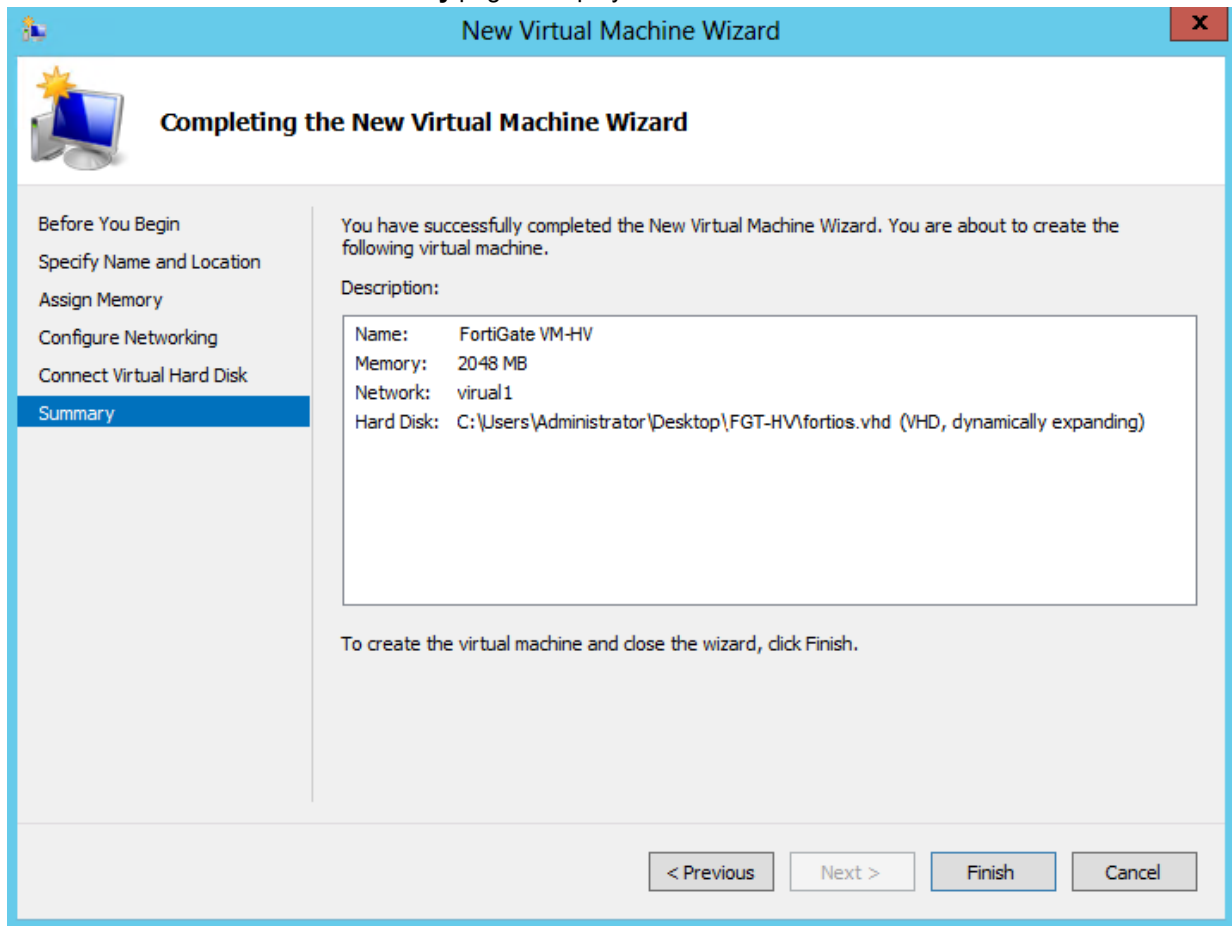 New Virtual Machine Wizard
x
Completing the New Virtual Machine Wizard
Before You Begin
Specify Name and Location
Assign Memory
Configure Networking
Connect Virtual Hard Disk
Summary
You have successfully completed the New Virtual Machine Wizard. You are about to create the
following virtual machine.
Description:
Name: FortiGate VM-HV
Memory: 2048 MB
Network: virual1
Hard Disk: C:\Users\Administrator\Desktop\FGT-HV\fortios.vhd (VHD, dynamically expanding)
To create the virtual machine and close the wizard, click Finish.
< Previous
Next >
Finish
Cancel